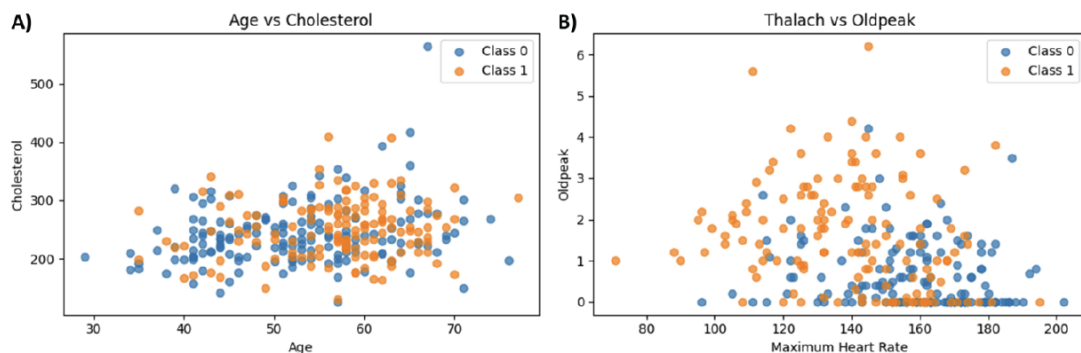 A)
Age vs Cholesterol
Class 0
Class 1
500
400
300
200
Cholesterol
30 40 50 60 70
Age
B)
Thalach vs Oldpeak
Class 0
Class 1
6
5
4
3
2
1
0
Oldpeak
80 100 120 140 160 180 200
Maximum Heart Rate